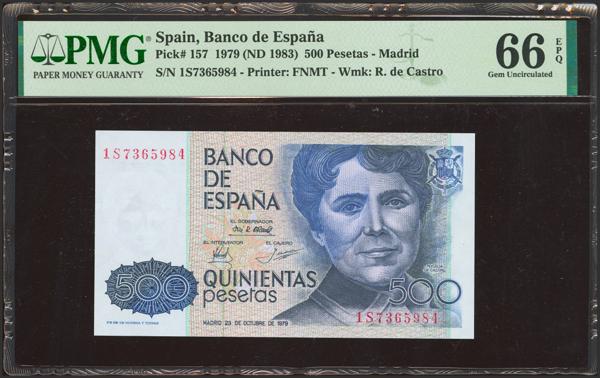 PMG
PAPER MONEY GUARANTY
Spain, Banco de España
Pick# 157 1979 (ND 1983) 500 Pesetas - Madrid
S/N 1S7365984 - Printer: FNMT - Wmk: R. de Castro
66 EPQ
Gem Uncirculated
1S7365984
BANCO
DE
ESPAÑA
EL GOBERNADOR
EL INTERVENTOR EL CAJERO
QUINIENTAS
pesetas
500
500
DE CASTRO
MADRID 23 DE OCTUBRE DE 1979
1S7365984